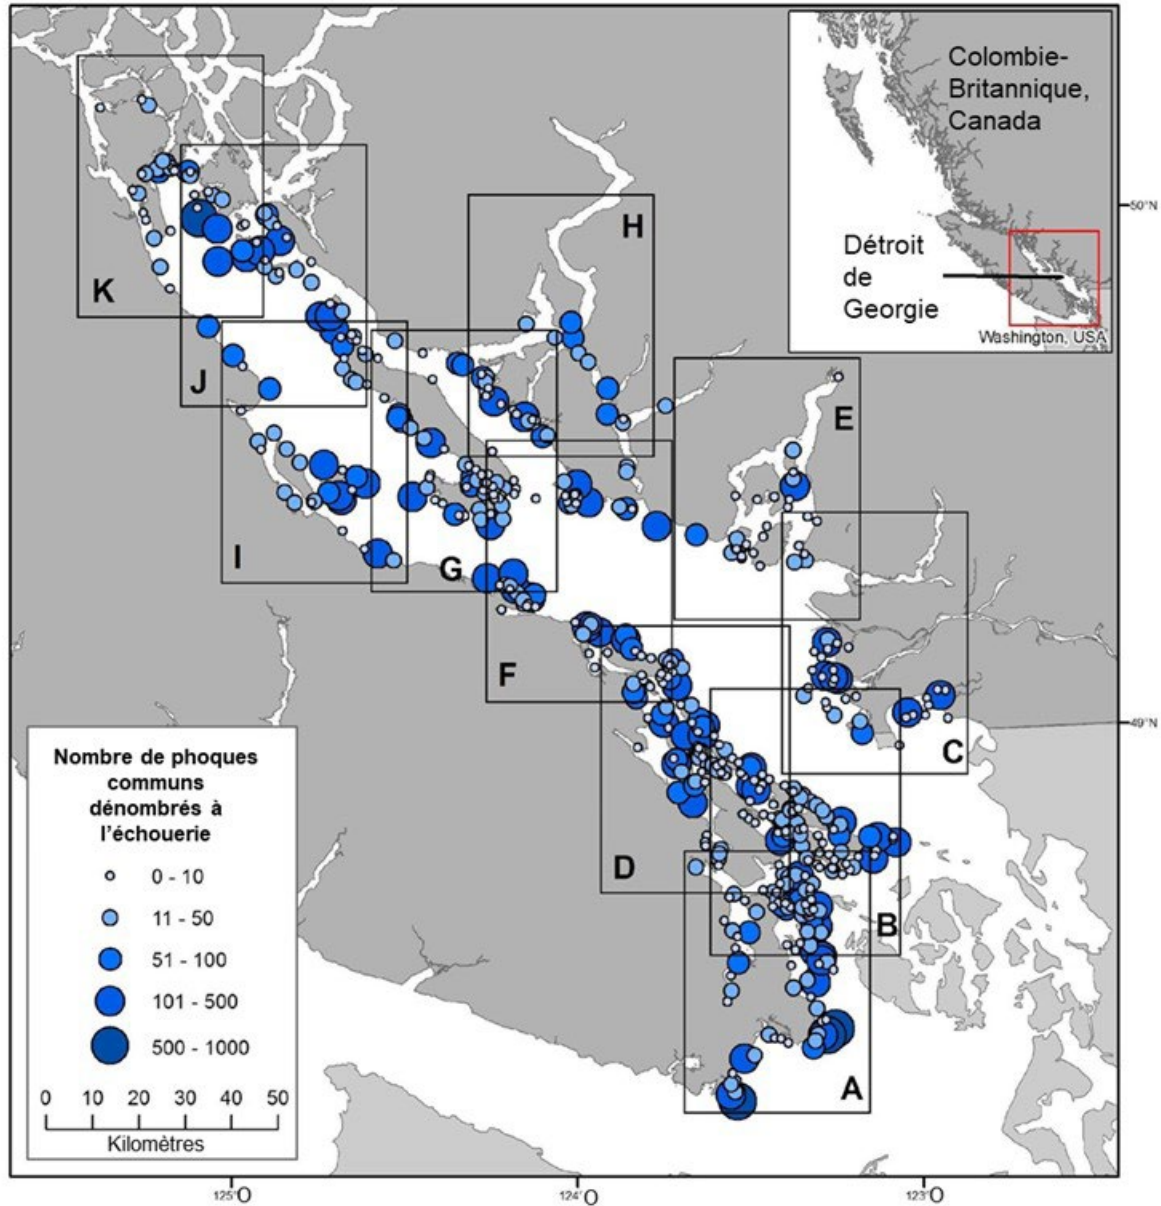 Colombie-
Britannique,
Canada
Détroit
de
Georgie
Washington, USA
50°N
H
K
E
J
I
G
F
49°N
C
D
B
A
Nombre de phoques
communs
dénombrés à
l'échouerie
0 - 10
11 - 50
51 - 100
101 - 500
500 - 1000
0 10 20 30 40 50
Kilomètres
125°O
124°O
123°O